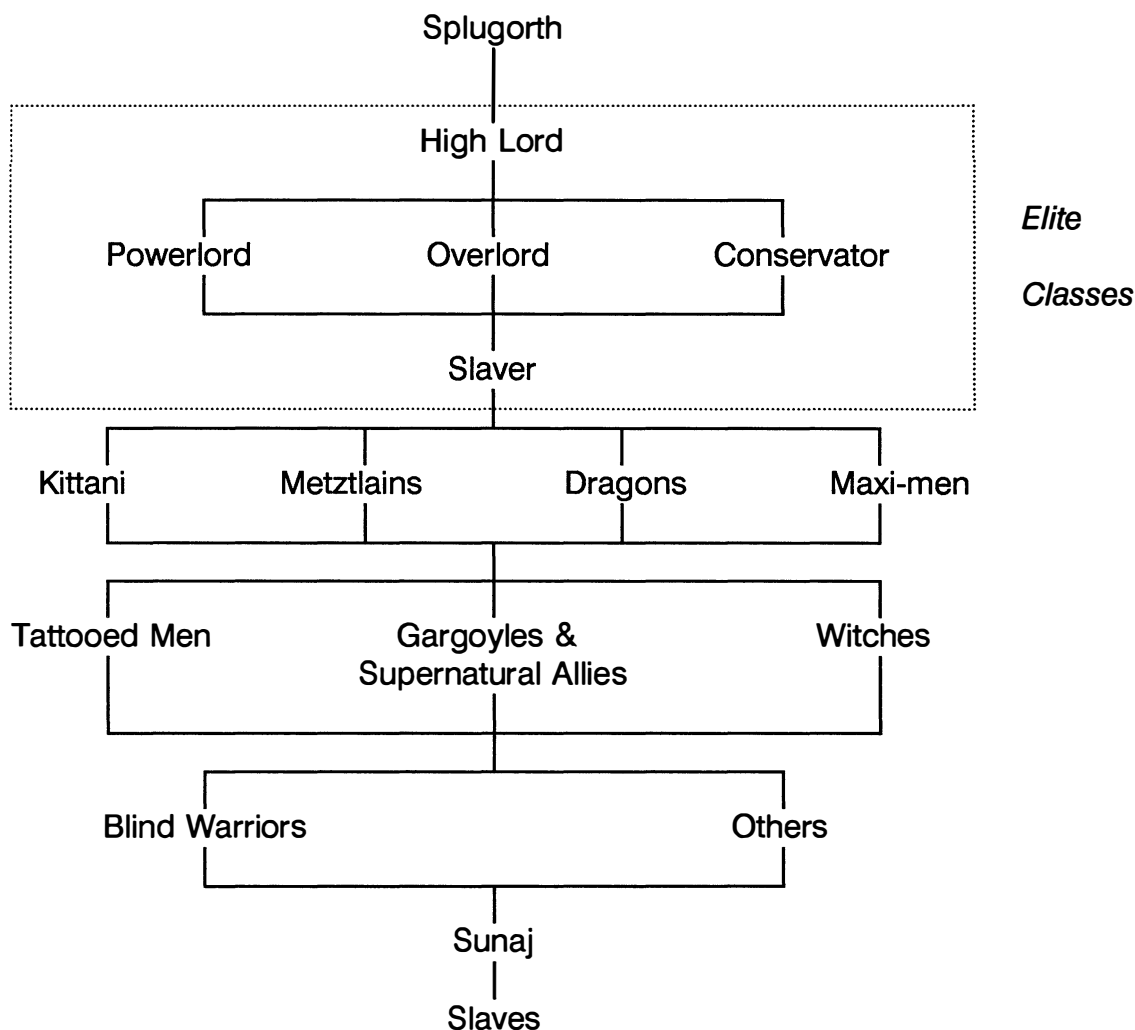 Splugorth
High Lord
Elite
Powerlord Overlord Conservator
Classes
Slaver
Kittani Metztlains Dragons Maxi-men
Tattooed Men Gargoyles & Witches
Supernatural Allies
Blind Warriors Others
Sunaj
Slaves